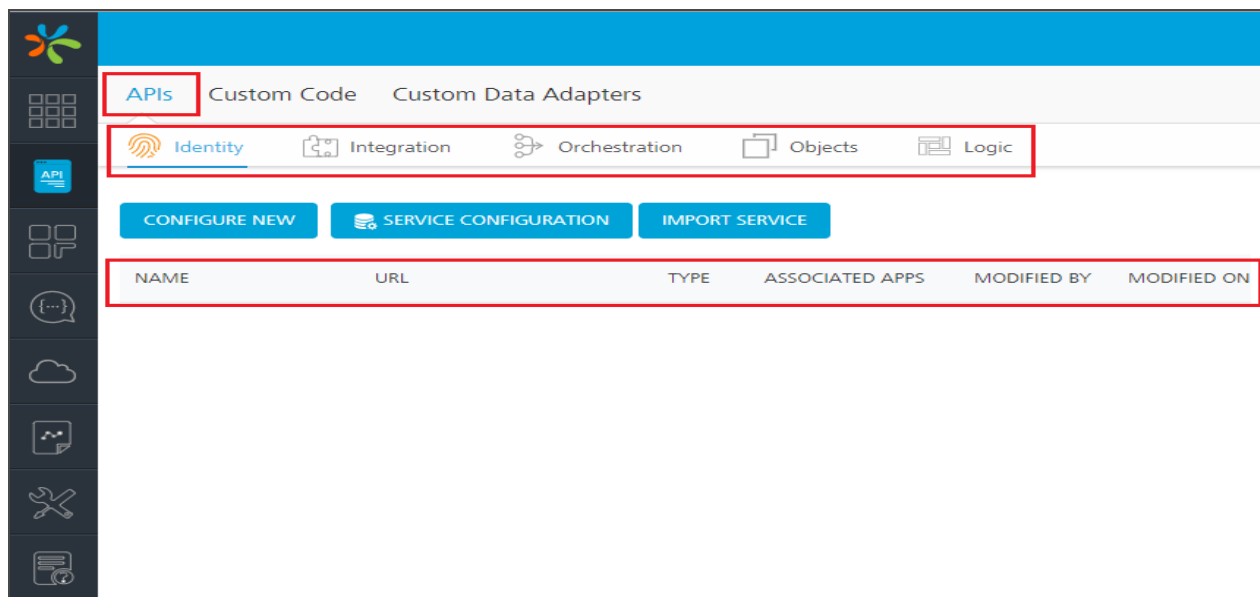 APIs Custom Code Custom Data Adapters
Identity Integration Orchestration Objects Logic
API
CONFIGURE NEW SERVICE CONFIGURATION IMPORT SERVICE
NAME URL TYPE ASSOCIATED APPS MODIFIED BY MODIFIED ON
{...}
?